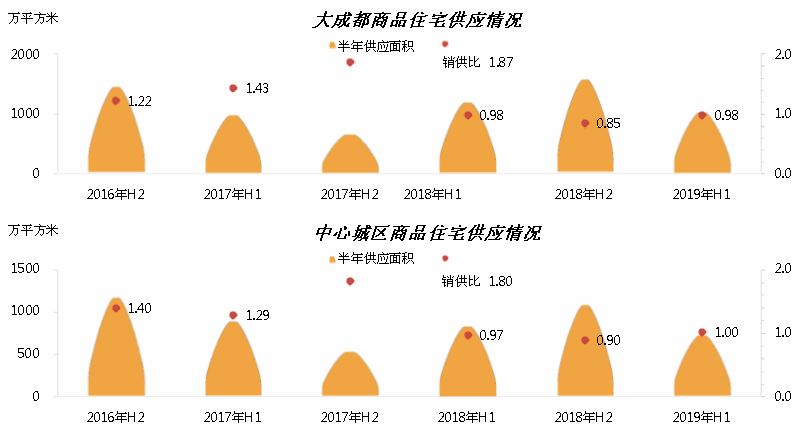 大成都商品住宅供应情况
万平方米
半年供应面积
销供比 1.87
2000
1000
0
2.0
1.0
0.0
1.22
1.43
0.98
0.85
0.98
2016年H2
2017年H1
2017年H2
2018年H1
2018年H2
2019年H1
中心城区商品住宅供应情况
万平方米
半年供应面积
销供比 1.80
1500
1000
500
0
2.0
1.0
0.0
1.40
1.29
0.97
0.90
1.00
2016年H2
2017年H1
2017年H2
2018年H1
2018年H2
2019年H1